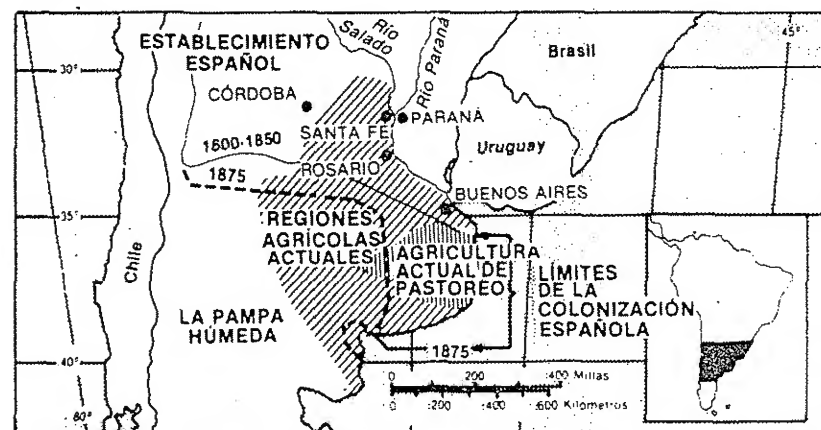 ESTABLECIMIENTO
ESPAÑOL
Río
Salado
Río Paraná
Brasil
45°
30°
CÓRDOBA
SANTA FE
PARANÁ
1800-1850
ROSARIO
Uruguay
1875
BUENOS AIRES
35°
REGIONES
AGRÍCOLAS
ACTUALES
AGRICULTURA
ACTUAL DE
PASTOREO
LÍMITES
DE LA
COLONIZACIÓN
ESPAÑOLA
Chile
LA PAMPA
HÚMEDA
1875
40°
0 200 400 Millas
0 200 400 600 Kilómetros
80°